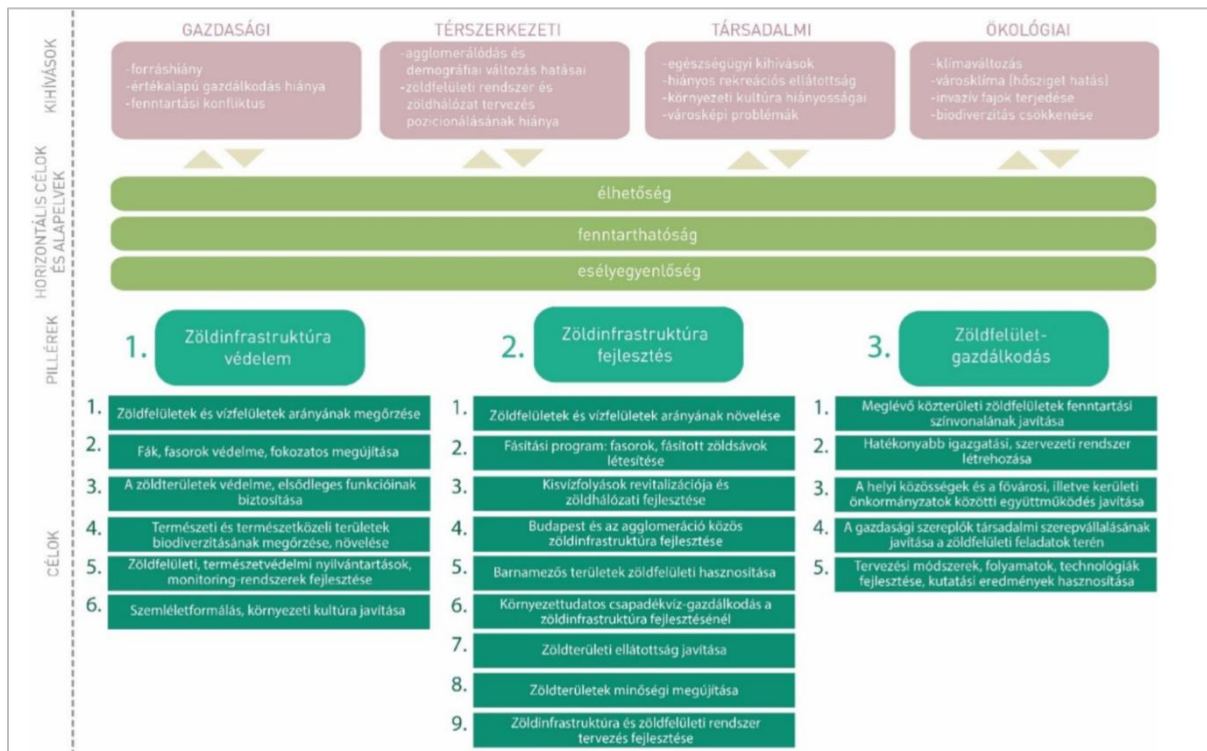 KIHÍVÁSOK
GAZDASÁGI
-forráshiány
-értékalapú gazdálkodás hiánya
-fenntartási konfliktus
TÉRSZERKEZETI
-agglomerálódás és
demográfiai változás hatásai
-zöldfelületi rendszer és
zöldhálózat tervezés
pozicionálásának hiánya
TÁRSADALMI
-egészségügyi kihívások
-hiányos rekreációs ellátottság
-környezeti kultúra hiányosságai
-városképi problémák
ÖKOLÓGIAI
-klímaváltozás
-városklíma (hősziget hatás)
-invazív fajok terjedése
-biodiverzitás csökkenése
HORIZONTÁLIS CÉLOK
ÉS ALAPELVEK
élhetőség
fenntarthatóság
esélyegyenlőség
PILLÉREK
1. Zöldinfrastruktúra
védelem
2. Zöldinfrastruktúra
fejlesztés
3. Zöldfelület-
gazdálkodás
CÉLOK
1. Zöldfelületek és vízfelületek arányának megőrzése
2. Fák, fasorok védelme, fokozatos megújítása
3. A zöldterületek védelme, elsődleges funkcióinak
biztosítása
4. Természeti és természetközeli területek
biodiverzitásának megőrzése, növelése
5. Zöldfelületi, természetvédelmi nyilvántartások,
monitoring-rendszerek fejlesztése
6. Szemléletformálás, környezeti kultúra javítása
1. Zöldfelületek és vízfelületek arányának növelése
2. Fásítási program: fasorok, fásított zöldsávok
létesítése
3. Kisvízfolyások revitalizációja és
zöldhálózati fejlesztése
4. Budapest és az agglomeráció közös
zöldinfrastruktúra fejlesztése
5. Barnamezős területek zöldfelületi hasznosítása
6. Környezettudatos csapadékvíz-gazdálkodás a
zöldinfrastruktúra fejlesztésénél
7. Zöldterületi ellátottság javítása
8. Zöldterületek minőségi megújítása
9. Zöldinfrastruktúra és zöldfelületi rendszer
tervezés fejlesztése
1. Meglévő közterületi zöldfelületek fenntartási
színvonalának javítása
2. Hatékonyabb igazgatási, szervezeti rendszer
létrehozása
3. A helyi közösségek és a fővárosi, illetve kerületi
önkormányzatok közötti együttműködés javítása
4. A gazdasági szereplők társadalmi szerepvállalásának
javítása a zöldfelületi feladatok terén
5. Tervezési módszerek, folyamatok, technológiák
fejlesztése, kutatási eredmények hasznosítása